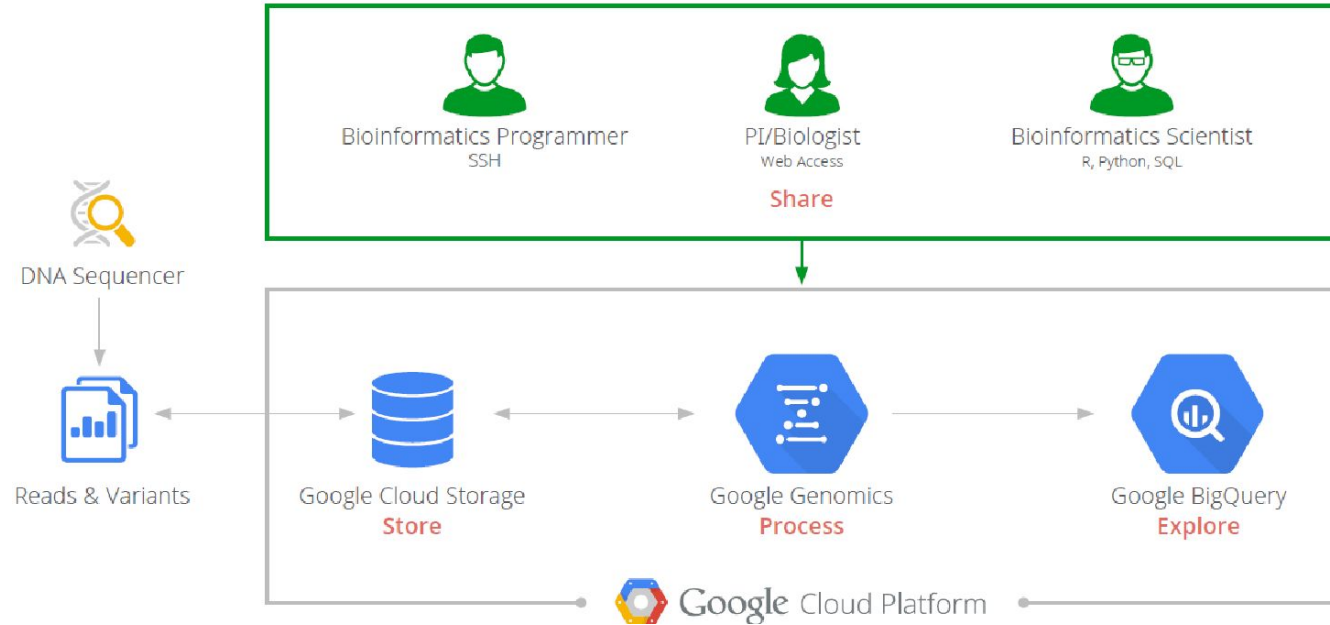 Bioinformatics Programmer
SSH
PI/Biologist
Web Access
Share
Bioinformatics Scientist
R, Python, SQL
DNA Sequencer
Reads & Variants
Google Cloud Storage
Store
Google Genomics
Process
Google BigQuery
Explore
Google Cloud Platform